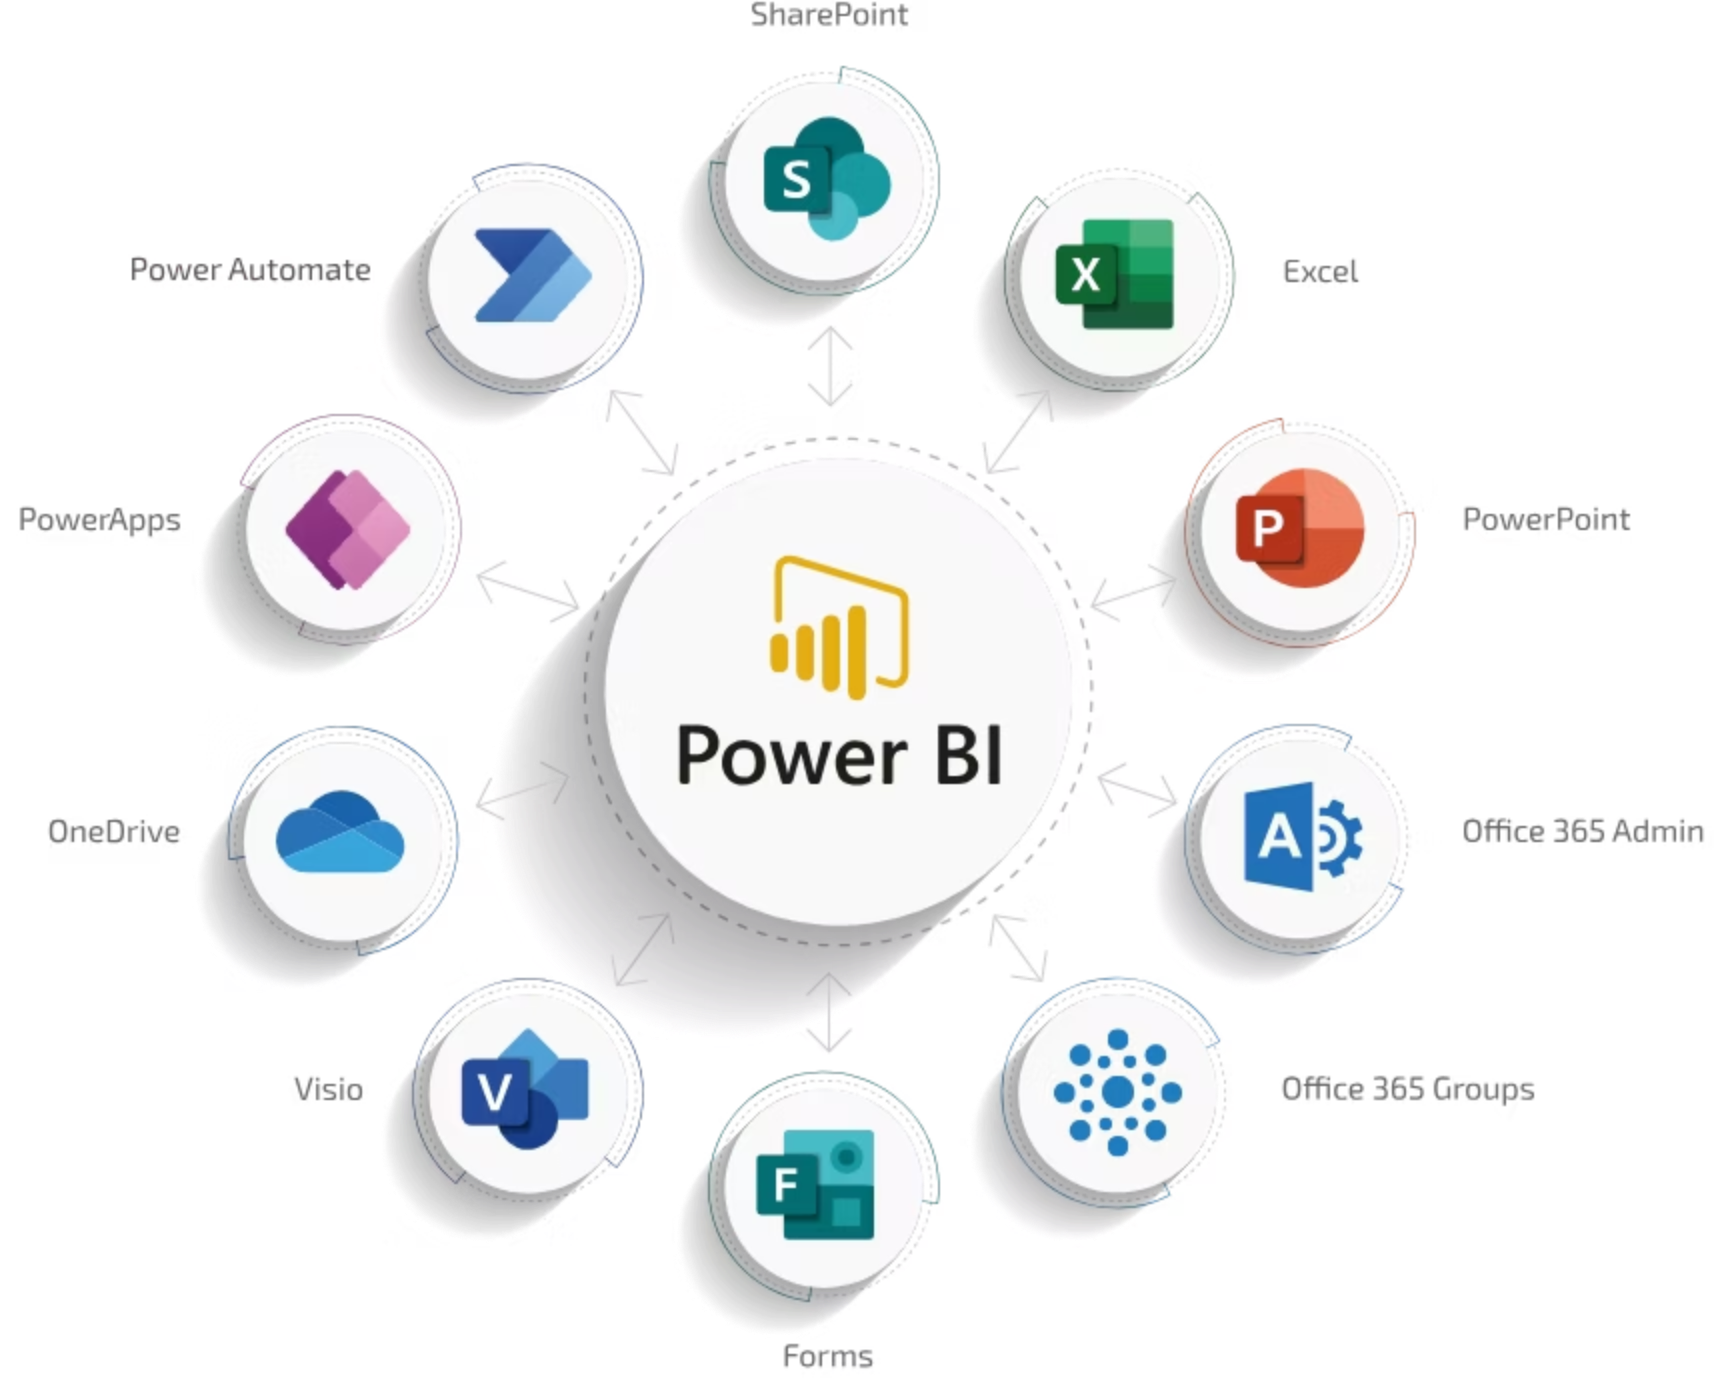 SharePoint
S
Power Automate
X
Excel
PowerApps
P
PowerPoint
Power BI
OneDrive
A
Office 365 Admin
Visio
V
Office 365 Groups
F
Forms